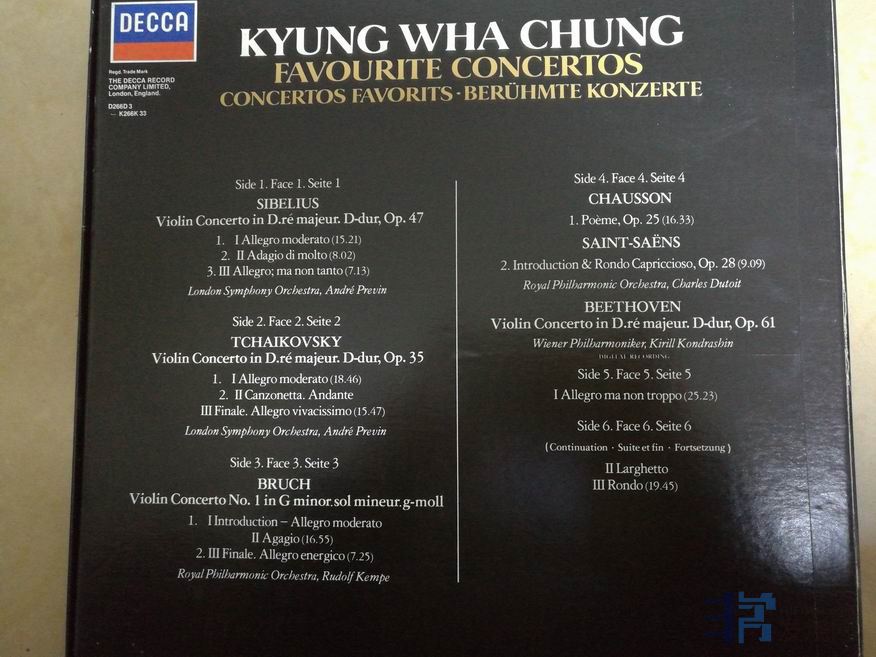 DECCA
Regd. Trade Mark
THE DECCA RECORD
COMPANY LIMITED,
London, England.
D266D 3
K266K 33
KYUNG WHA CHUNG
FAVOURITE CONCERTOS
CONCERTOS FAVORITS · BERÜHMTE KONZERTE
Side 1. Face 1. Seite 1
SIBELIUS
Violin Concerto in D.ré majeur. D-dur, Op. 47
1. I Allegro moderato (15.21)
2. II Adagio di molto (8.02)
3. III Allegro; ma non tanto (7.13)
London Symphony Orchestra, André Previn
Side 2. Face 2. Seite 2
TCHAIKOVSKY
Violin Concerto in D.ré majeur. D-dur, Op. 35
1. I Allegro moderato (18.46)
2. II Canzonetta. Andante
III Finale. Allegro vivacissimo (15.47)
London Symphony Orchestra, André Previn
Side 3. Face 3. Seite 3
BRUCH
Violin Concerto No. 1 in G minor.sol mineur.g-moll
1. I Introduction – Allegro moderato
II Agagio (16.55)
2. III Finale. Allegro energico (7.25)
Royal Philharmonic Orchestra, Rudolf Kempe
Side 4. Face 4. Seite 4
CHAUSSON
1. Poème, Op. 25 (16.33)
SAINT-SAËNS
2. Introduction & Rondo Capriccioso, Op. 28 (9.09)
Royal Philharmonic Orchestra, Charles Dutoit
BEETHOVEN
Violin Concerto in D.ré majeur. D-dur, Op. 61
Wiener Philharmoniker, Kirill Kondrashin
DIGITAL RECORDING
Side 5. Face 5. Seite 5
I Allegro ma non troppo (25.23)
Side 6. Face 6. Seite 6
(Continuation · Suite et fin · Fortsetzung)
II Larghetto
III Rondo (19.45)